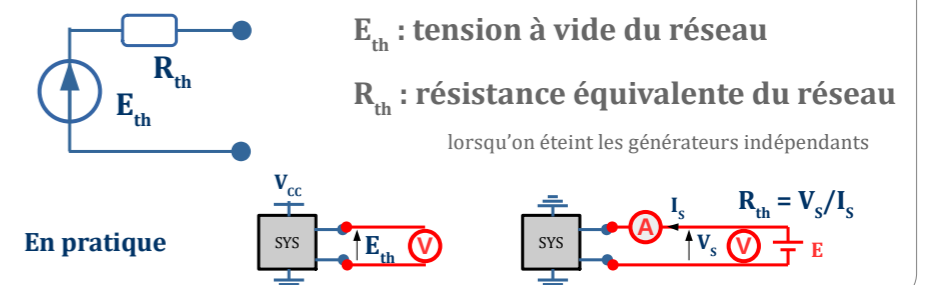 E_th : tension à vide du réseau
R_th
E_th
R_th : résistance équivalente du réseau
lorsqu'on éteint les générateurs indépendants
En pratique
V_CC
SYS
E_th
V
SYS
A
I_S
V_S
V
E
R_th = V_S/I_S